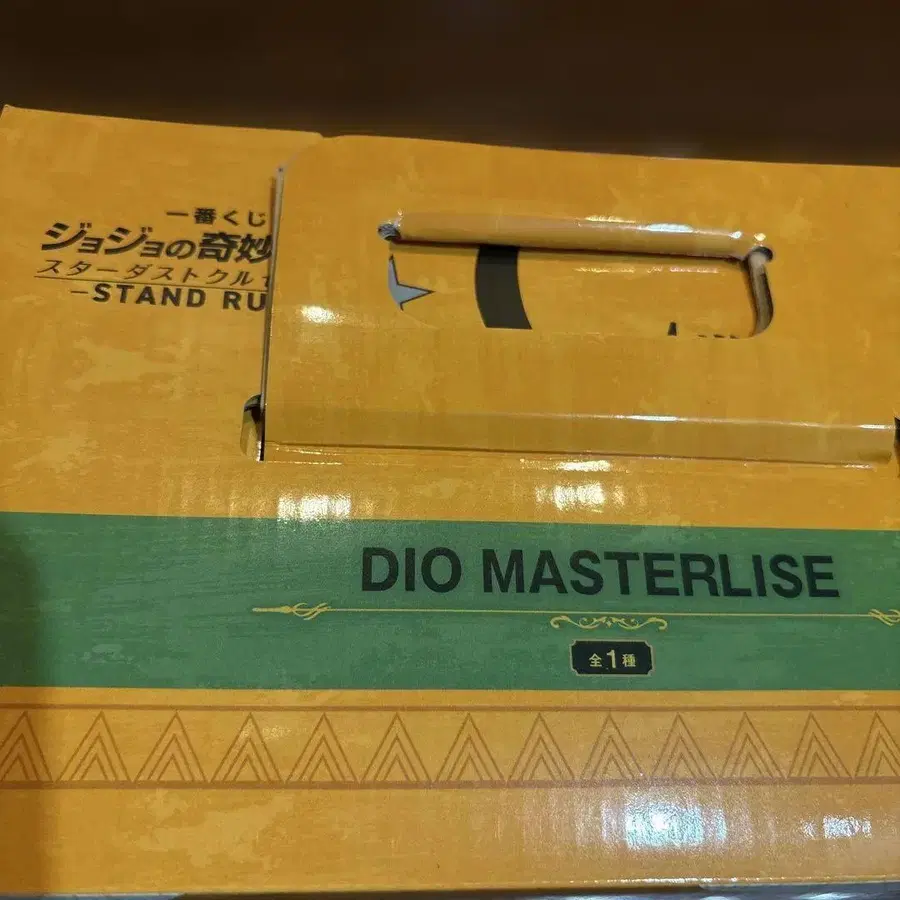 一番くじ
ジョジョの奇妙
スターダストクル
–STAND RU
DIO MASTERLISE
全1種